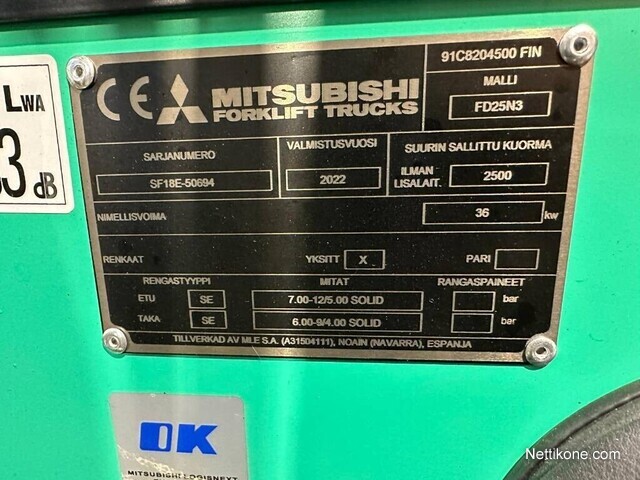 LWA
3 dB
CE MITSUBISHI
FORKLIFT TRUCKS
91C8204500 FIN
MALLI
FD25N3
SARJANUMERO
SF18E-50694
VALMISTUSVUOSI
2022
SUURIN SALLITTU KUORMA
ILMAN LISALAIT. 2500
NIMELLISVOIMA 36 kw
RENKAAT YKSITT X PARI
RENGASTYYPPI MITAT RANGASPAINEET
ETU SE 7.00-12/5.00 SOLID bar
TAKA SE 6.00-9/4.00 SOLID bar
TILLVERKAD AV MLE S.A. (A31504111), NOAIN (NAVARRA), ESPANJA
OK
MITSUBISHI LOGISNEXT
Nettikone.com